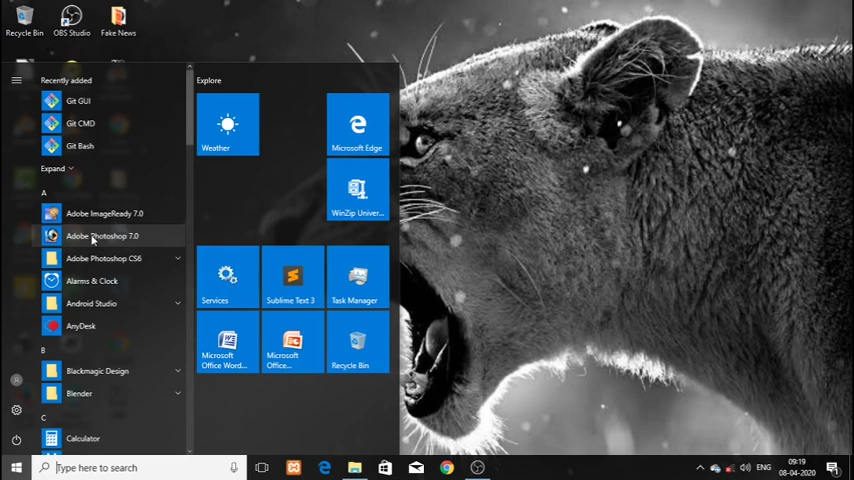 Recycle Bin
OBS Studio
Fake News
Recently added
Git GUI
Git CMD
Git Bash
Expand
A
Adobe ImageReady 7.0
Adobe Photoshop 7.0
Adobe Photoshop CS6
Alarms & Clock
Android Studio
AnyDesk
B
Blackmagic Design
Blender
C
Calculator
Explore
Weather
Microsoft Edge
WinZip Univer...
Services
Sublime Text 3
Task Manager
Microsoft
Office Word...
Microsoft
Office...
Recycle Bin
Type here to search
ENG
09:19
08-04-2020